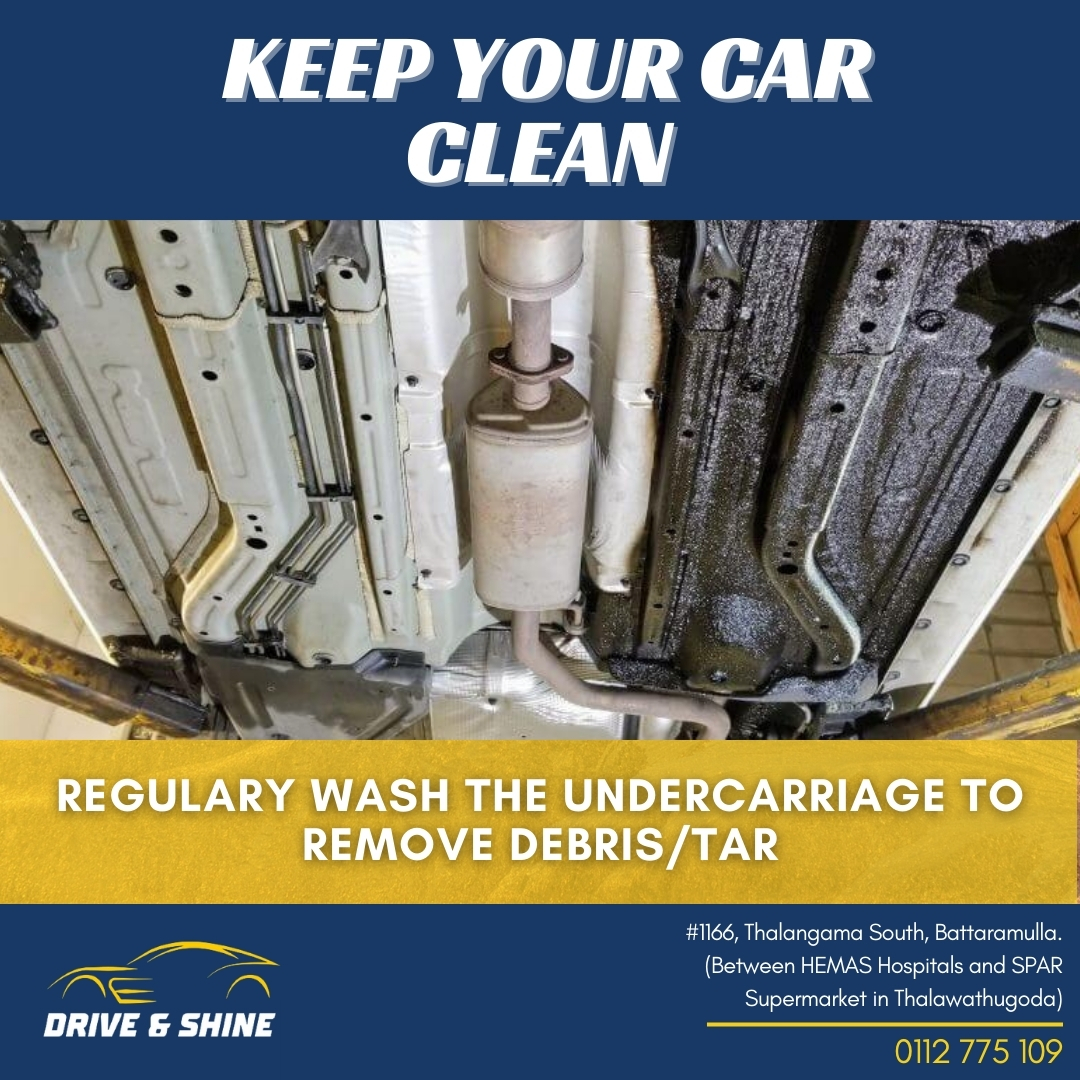 KEEP YOUR CAR
CLEAN
REGULARY WASH THE UNDERCARRIAGE TO
REMOVE DEBRIS/TAR
DRIVE & SHINE
#1166, Thalangama South, Battaramulla.
(Between HEMAS Hospitals and SPAR
Supermarket in Thalawathugoda)
0112 775 109